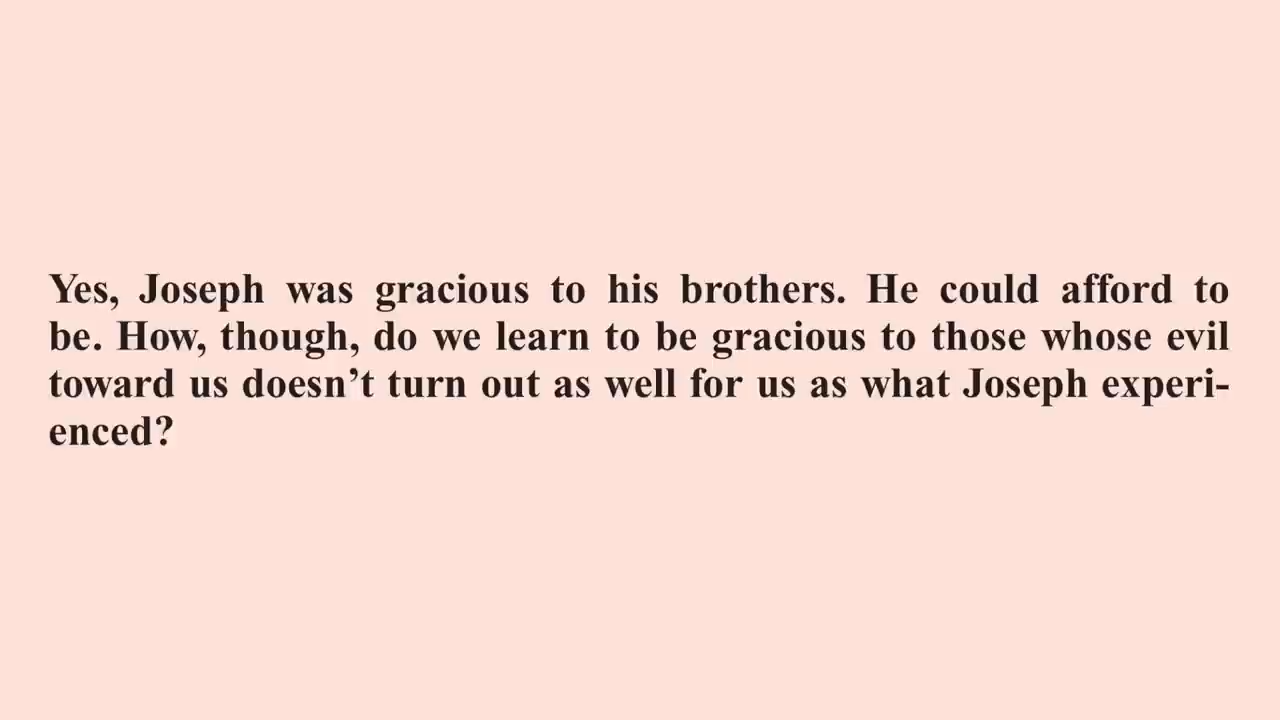 Yes, Joseph was gracious to his brothers. He could afford to
be. How, though, do we learn to be gracious to those whose evil
toward us doesn’t turn out as well for us as what Joseph experi-
enced?